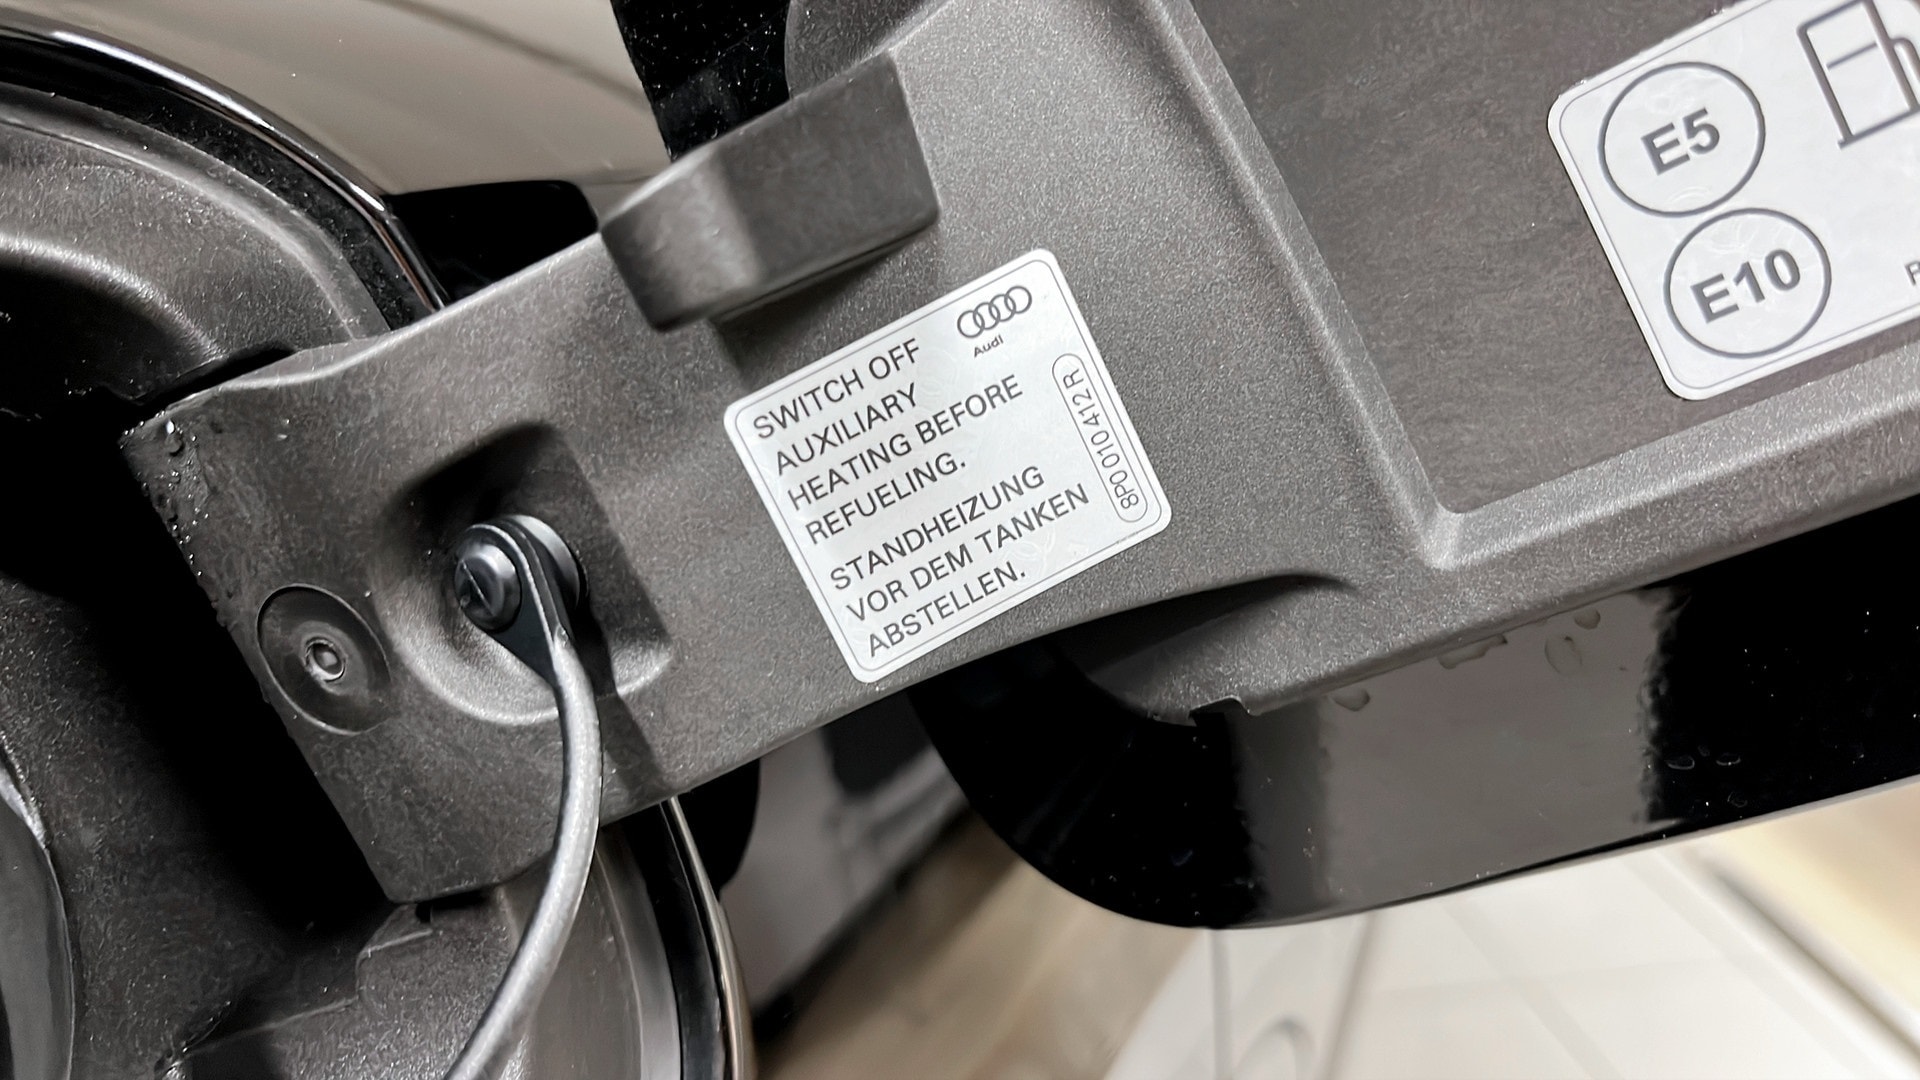 SWITCH OFF
AUXILIARY
HEATING BEFORE
REFUELING.
STANDHEIZUNG
VOR DEM TANKEN
ABSTELLEN.
Audi
8P0 010 412 R
E5
E10